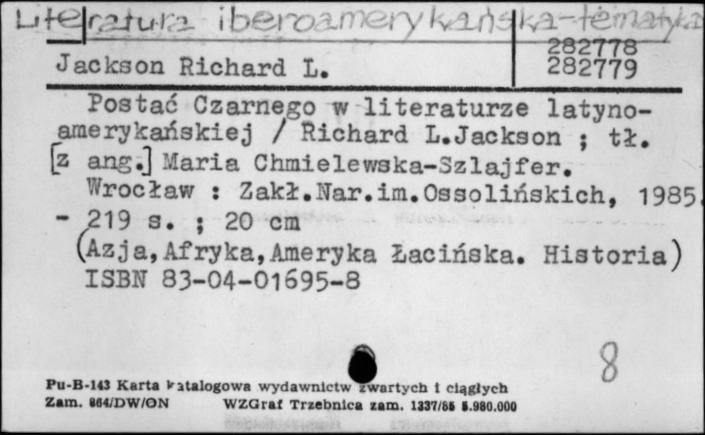 Literatura iberoamerykańska-tematyka
282778
Jackson Richard L. 282779
Postać Czarnego w literaturze latyno-
amerykańskiej / Richard L.Jackson ; tł.
[z ang.] Maria Chmielewska-Szlajfer.
Wrocław : Zakł.Nar.im.Ossolińskich, 1985.
- 219 s. ; 20 cm
(Azja,Afryka,Ameryka Łacińska. Historia)
ISBN 83-04-01695-8
8
Pu-B-143 Karta katalogowa wydawnictw zwartych i ciągłych
Zam. 864/DW/ON WZGraf Trzebnica zam. 1337/85 5.980.000